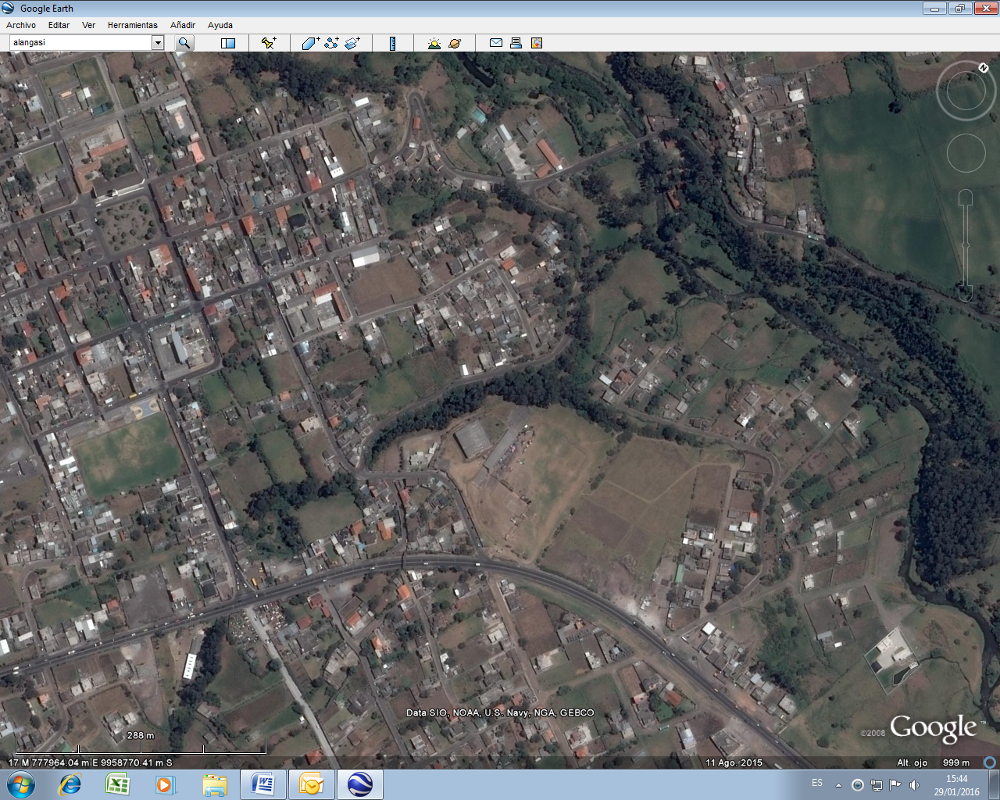 Google Earth
Archivo Editar Ver Herramientas Añadir Ayuda
alangasi
N
Data SIO, NOAA, U.S. Navy, NGA, GEBCO
©2008 Google™
288 m
17 M 777964.04 m E 9958770.41 m S
11 Ago. 2015
Alt. ojo 999 m
ES
15:44
29/01/2016